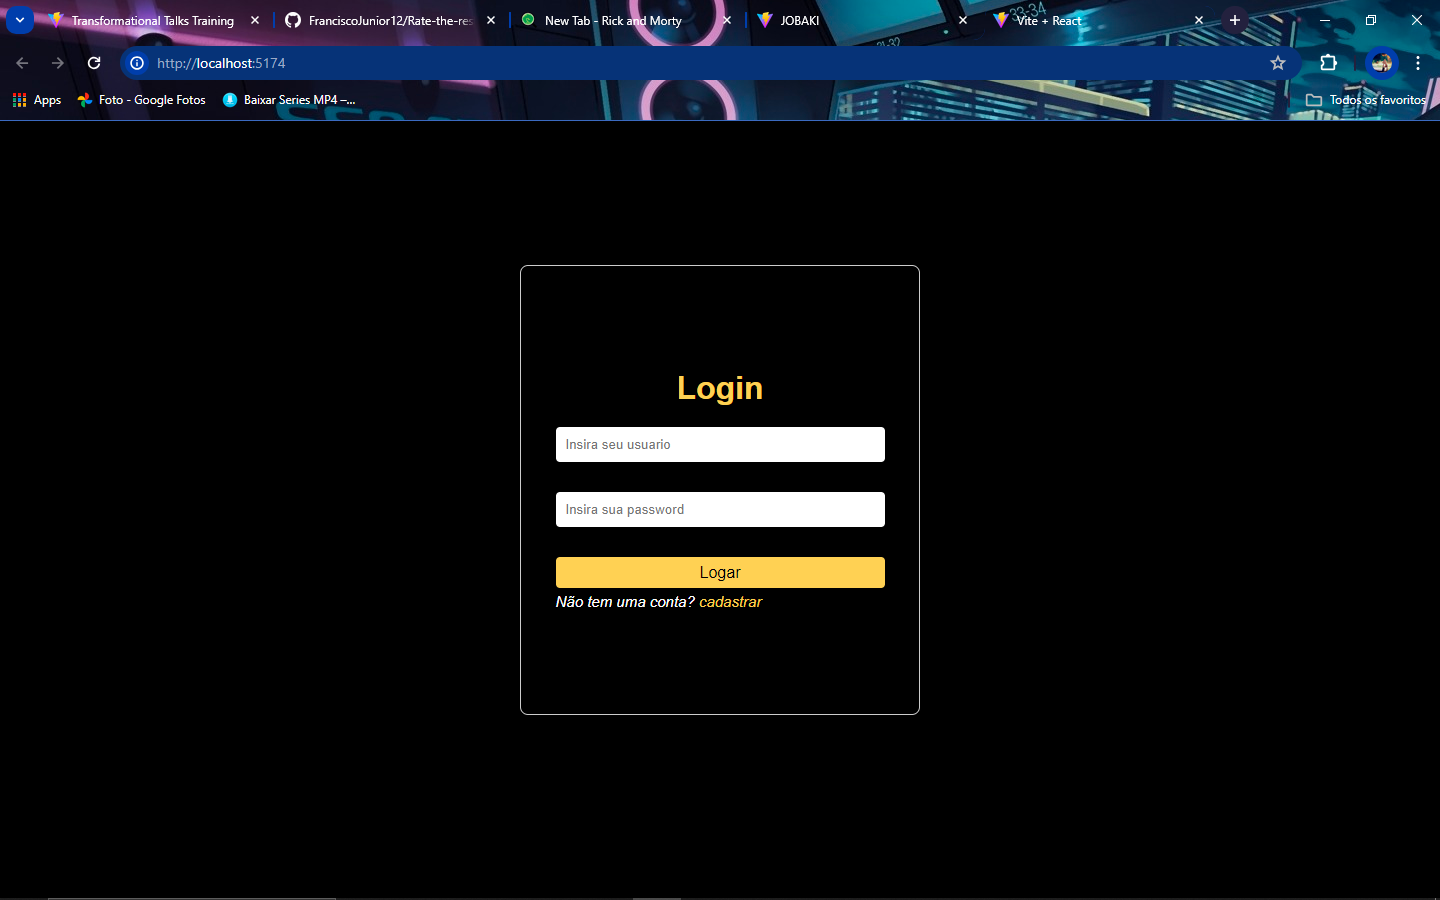 Transformational Talks Training
FranciscoJunior12/Rate-the-res
New Tab - Rick and Morty
JOBAKI
Vite + React
http://localhost:5174
Apps
Foto - Google Fotos
Baixar Series MP4 –...
Todos os favoritos
33-34
Login
Insira seu usuario
Insira sua password
Logar
Não tem uma conta? cadastrar